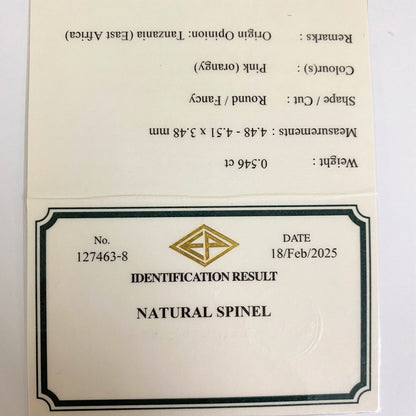 Weight : 0.546 ct
Measurements : 4.48 - 4.51 x 3.48 mm
Shape / Cut : Round / Fancy
Colour(s) : Pink (orangy)
Remarks : Origin Opinion: Tanzania (East Africa)
No.
127463-8
EP
DATE
18/Feb/2025
IDENTIFICATION RESULT
NATURAL SPINEL